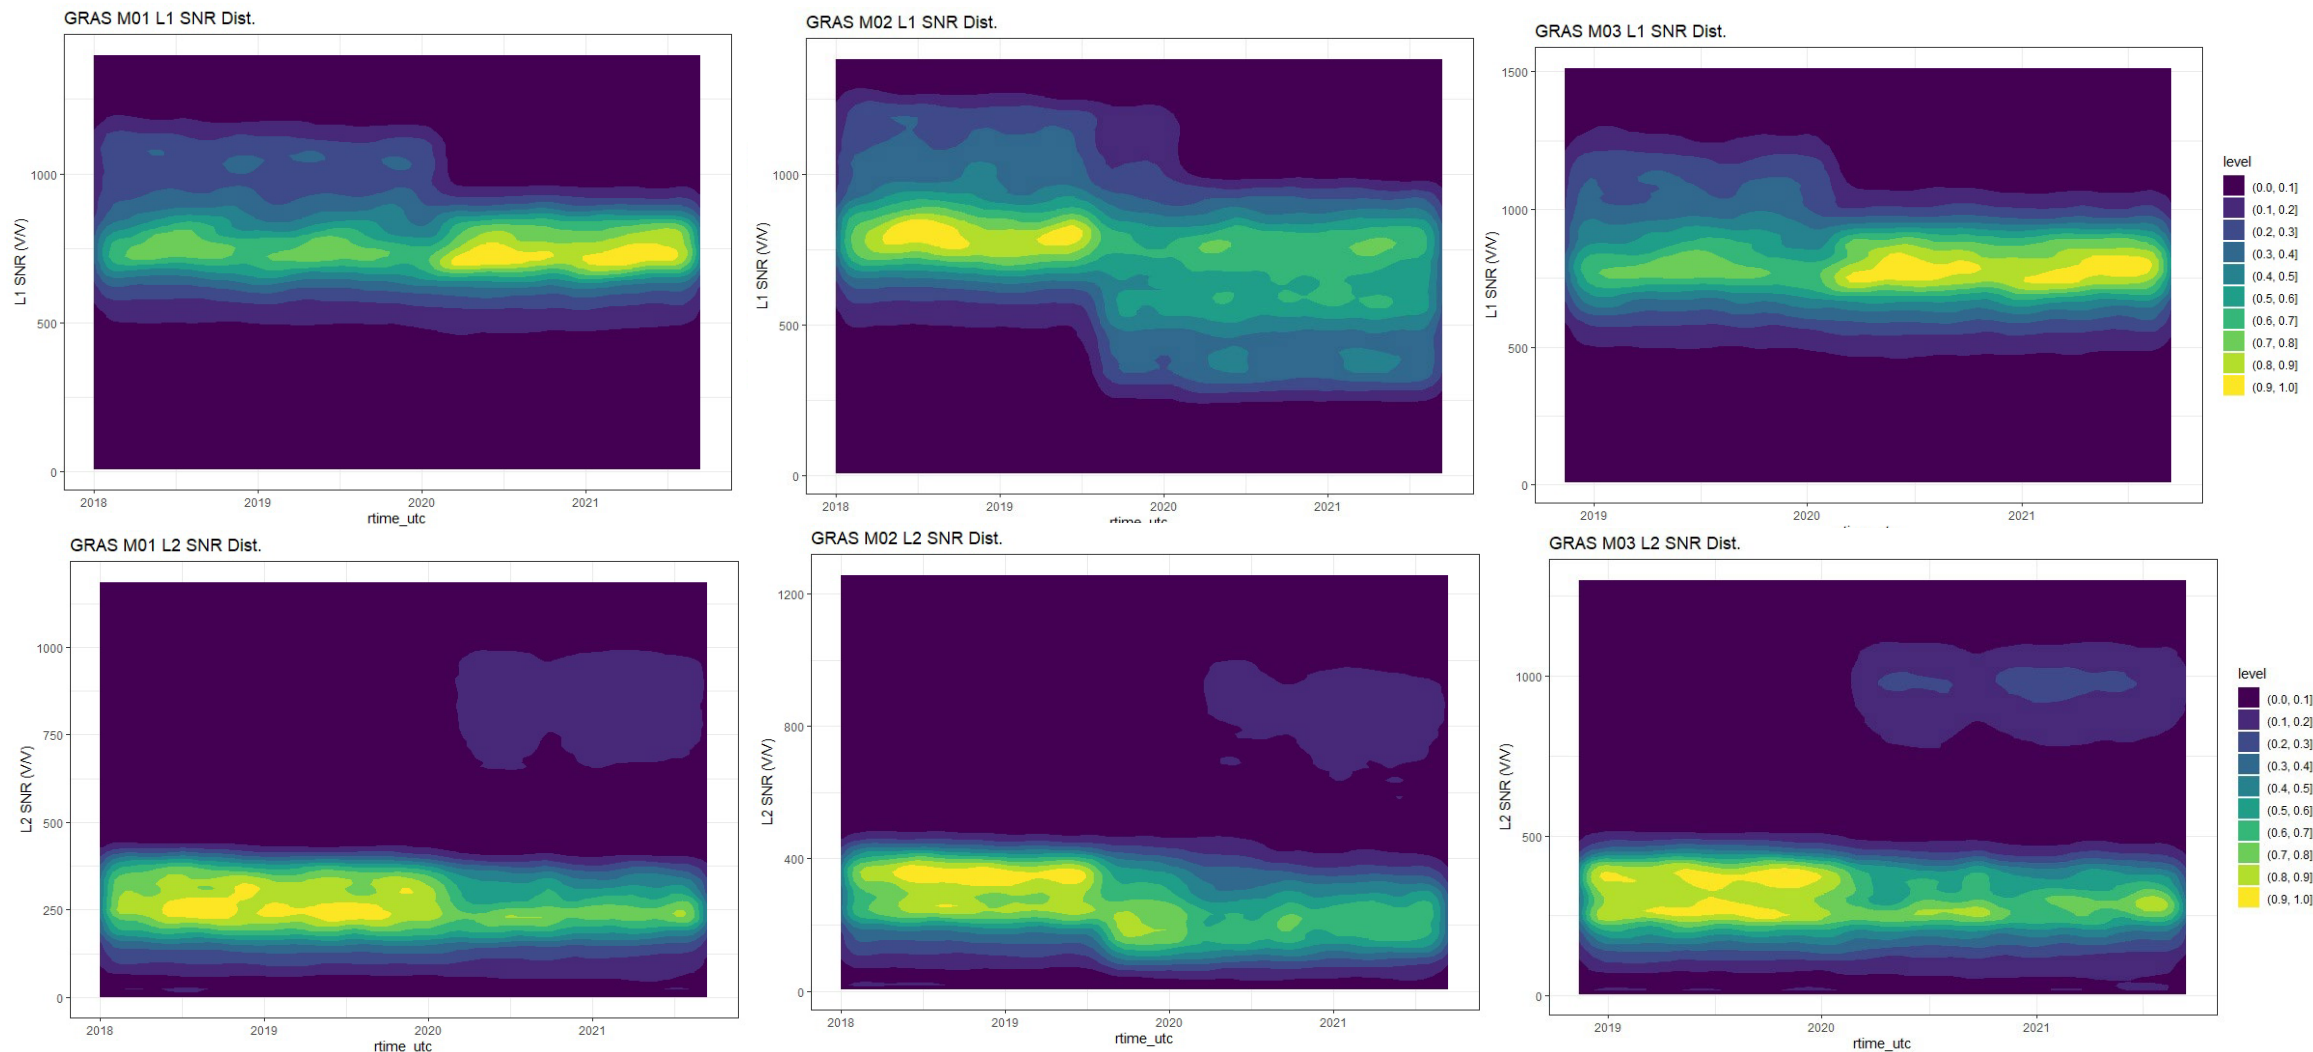 GRAS M01 L1 SNR Dist.
L1 SNR (V/V)
1000
500
0
2018 2019 2020 2021
rtime_utc
GRAS M02 L1 SNR Dist.
L1 SNR (V/V)
1000
500
0
2018 2019 2020 2021
rtime_utc
GRAS M03 L1 SNR Dist.
L1 SNR (V/V)
1500
1000
500
0
2019 2020 2021
level
(0.0, 0.1]
(0.1, 0.2]
(0.2, 0.3]
(0.3, 0.4]
(0.4, 0.5]
(0.5, 0.6]
(0.6, 0.7]
(0.7, 0.8]
(0.8, 0.9]
(0.9, 1.0]
GRAS M01 L2 SNR Dist.
L2 SNR (V/V)
1000
750
500
250
0
2018 2019 2020 2021
rtime_utc
GRAS M02 L2 SNR Dist.
L2 SNR (V/V)
1200
800
400
0
2018 2019 2020 2021
rtime_utc
GRAS M03 L2 SNR Dist.
L2 SNR (V/V)
1000
500
0
2019 2020 2021
rtime_utc
level
(0.0, 0.1]
(0.1, 0.2]
(0.2, 0.3]
(0.3, 0.4]
(0.4, 0.5]
(0.5, 0.6]
(0.6, 0.7]
(0.7, 0.8]
(0.8, 0.9]
(0.9, 1.0]